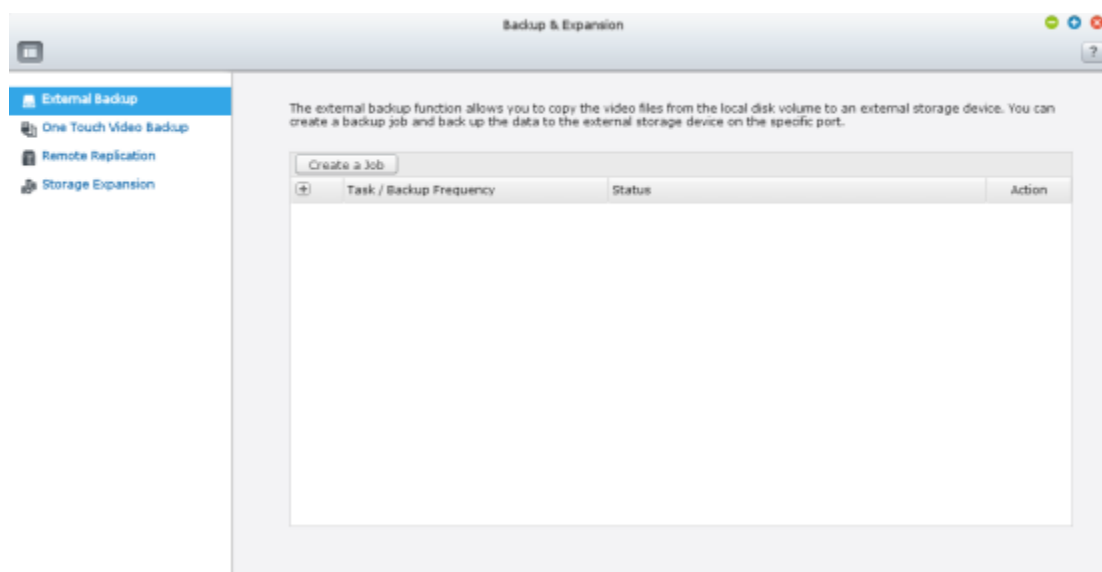 Backup & Expansion
?
External Backup
One Touch Video Backup
Remote Replication
Storage Expansion
The external backup function allows you to copy the video files from the local disk volume to an external storage device. You can
create a backup job and back up the data to the external storage device on the specific port.
Create a Job
Task / Backup Frequency Status Action